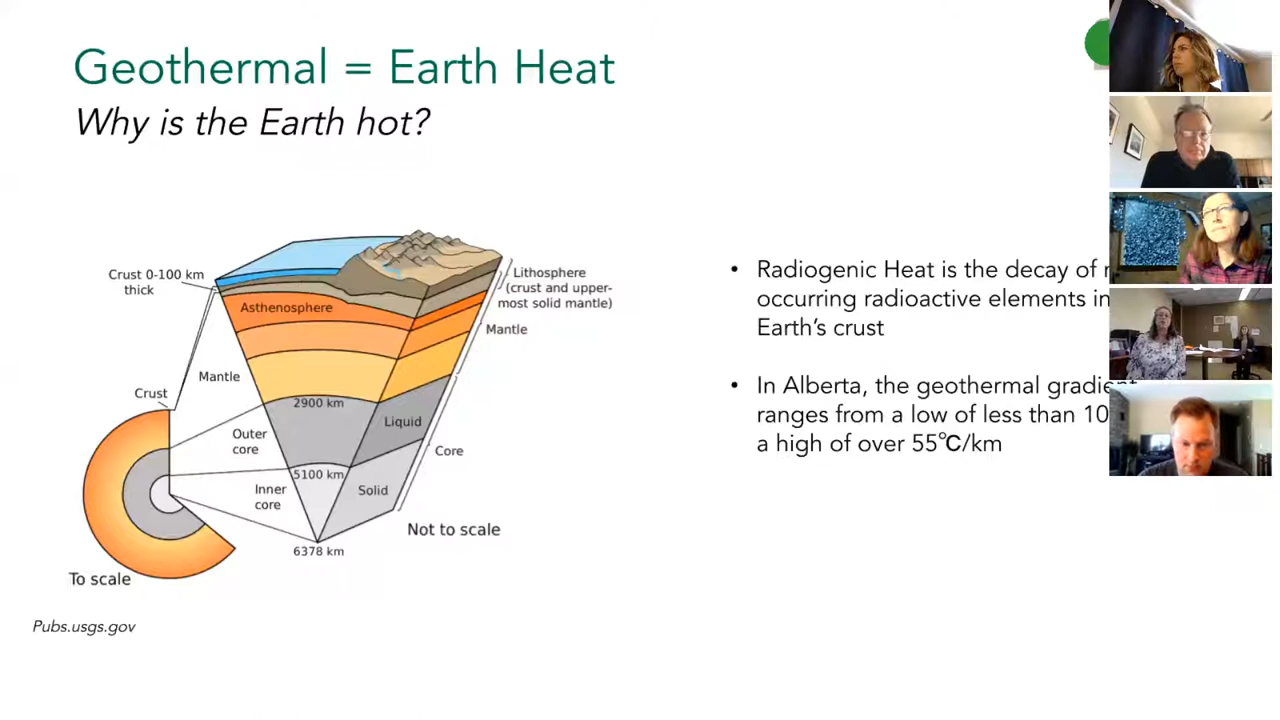 Geothermal = Earth Heat
Why is the Earth hot?
Crust 0-100 km
thick
Asthenosphere
Lithosphere
(crust and upper-
most solid mantle)
Mantle
Mantle
Crust
2900 km
Liquid
Outer
core
Core
5100 km
Inner
core
Solid
Not to scale
6378 km
To scale
Pubs.usgs.gov
• Radiogenic Heat is the decay of
occurring radioactive elements in
Earth's crust
• In Alberta, the geothermal gradient
ranges from a low of less than 10
a high of over 55°C/km